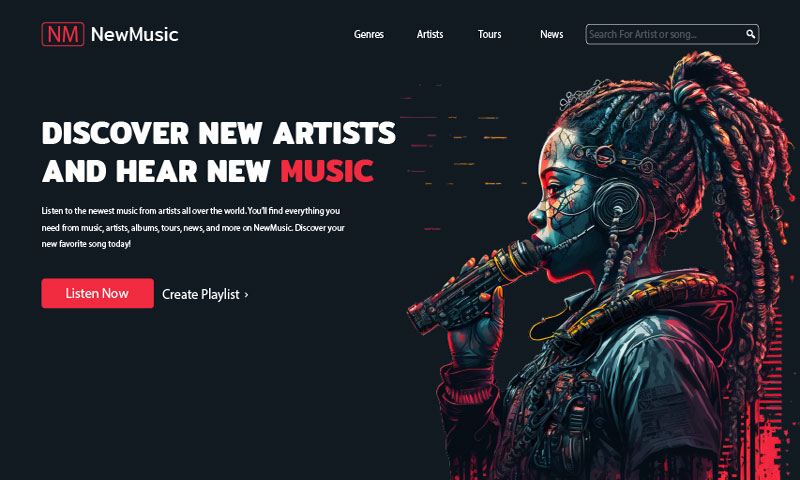 NM NewMusic
Genres Artists Tours News Search For Artist or song...
DISCOVER NEW ARTISTS
AND HEAR NEW MUSIC
Listen to the newest music from artists all over the world. You'll find everything you
need from music, artists, albums, tours, news, and more on NewMusic. Discover your
new favorite song today!
Listen Now Create Playlist ›